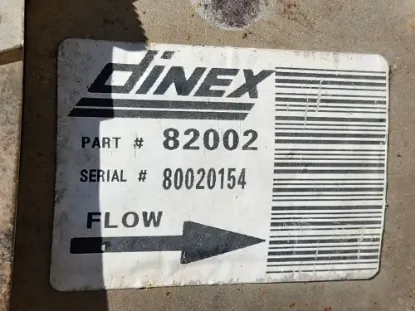 DINEX
PART # 82002
SERIAL # 80020154
FLOW